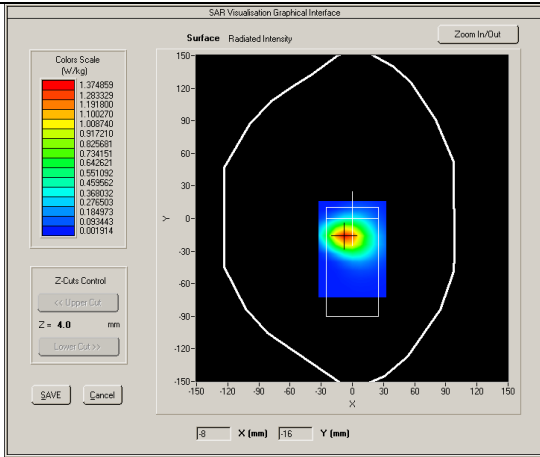 SAR Visualisation Graphical Interface
Surface Radiated Intensity
Zoom In/Out
Colors Scale
(W/kg)
1.374859
1.283329
1.191800
1.100270
1.008740
0.917210
0.825681
0.734151
0.642621
0.551092
0.459562
0.368032
0.276503
0.184973
0.093443
0.001914
Z-Cuts Control
<< Upper Cut
Z = 4.0 mm
Lower Cut >>
SAVE Cancel
150
120
90
60
30
0
-30
-60
-90
-120
-150
Y
-150 -120 -90 -60 -30 0 30 60 90 120 150
X
-8 X (mm) -16 Y (mm)